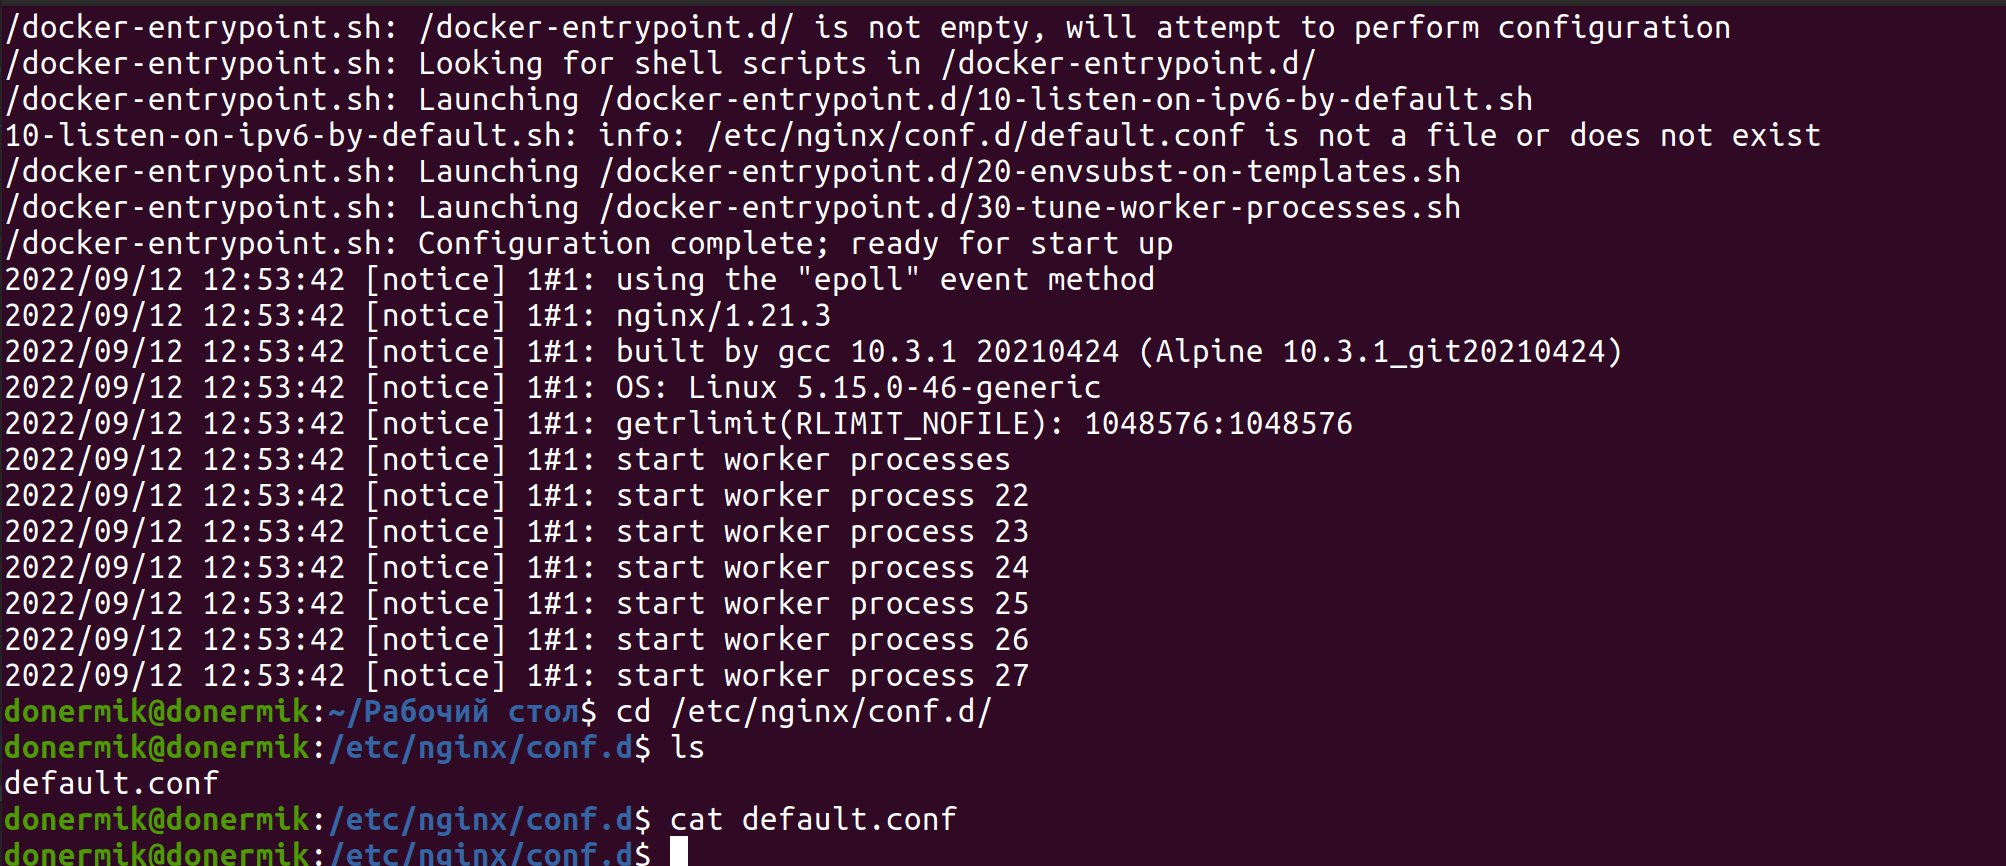 /docker-entrypoint.sh: /docker-entrypoint.d/ is not empty, will attempt to perform configuration
/docker-entrypoint.sh: Looking for shell scripts in /docker-entrypoint.d/
/docker-entrypoint.sh: Launching /docker-entrypoint.d/10-listen-on-ipv6-by-default.sh
10-listen-on-ipv6-by-default.sh: info: /etc/nginx/conf.d/default.conf is not a file or does not exist
/docker-entrypoint.sh: Launching /docker-entrypoint.d/20-envsubst-on-templates.sh
/docker-entrypoint.sh: Launching /docker-entrypoint.d/30-tune-worker-processes.sh
/docker-entrypoint.sh: Configuration complete; ready for start up
2022/09/12 12:53:42 [notice] 1#1: using the "epoll" event method
2022/09/12 12:53:42 [notice] 1#1: nginx/1.21.3
2022/09/12 12:53:42 [notice] 1#1: built by gcc 10.3.1 20210424 (Alpine 10.3.1_git20210424)
2022/09/12 12:53:42 [notice] 1#1: OS: Linux 5.15.0-46-generic
2022/09/12 12:53:42 [notice] 1#1: getrlimit(RLIMIT_NOFILE): 1048576:1048576
2022/09/12 12:53:42 [notice] 1#1: start worker processes
2022/09/12 12:53:42 [notice] 1#1: start worker process 22
2022/09/12 12:53:42 [notice] 1#1: start worker process 23
2022/09/12 12:53:42 [notice] 1#1: start worker process 24
2022/09/12 12:53:42 [notice] 1#1: start worker process 25
2022/09/12 12:53:42 [notice] 1#1: start worker process 26
2022/09/12 12:53:42 [notice] 1#1: start worker process 27
donermik@donermik:~/Рабочий стол$ cd /etc/nginx/conf.d/
donermik@donermik:/etc/nginx/conf.d$ ls
default.conf
donermik@donermik:/etc/nginx/conf.d$ cat default.conf
donermik@donermik:/etc/nginx/conf.d$